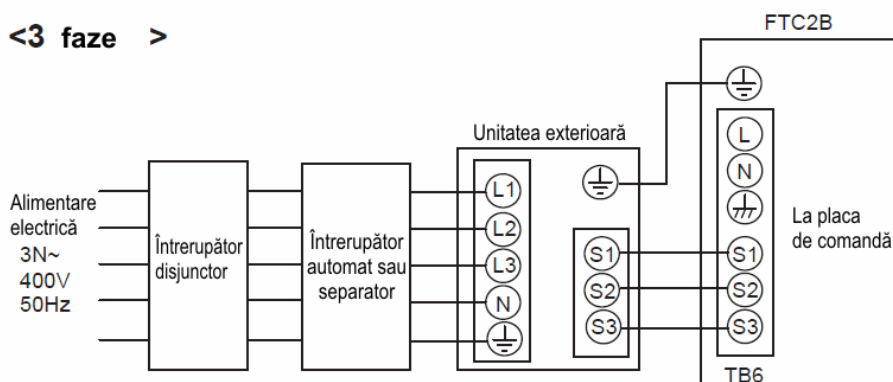 <3 faze >
FTC2B
Unitatea exterioară
Alimentare
electrică
3N~
400V
50Hz
Întrerupător
disjunctor
Întrerupător
automat sau
separator
L1
L2
L3
N
S1
S2
S3
L
N
S1
S2
S3
TB6
La placa
de comandă